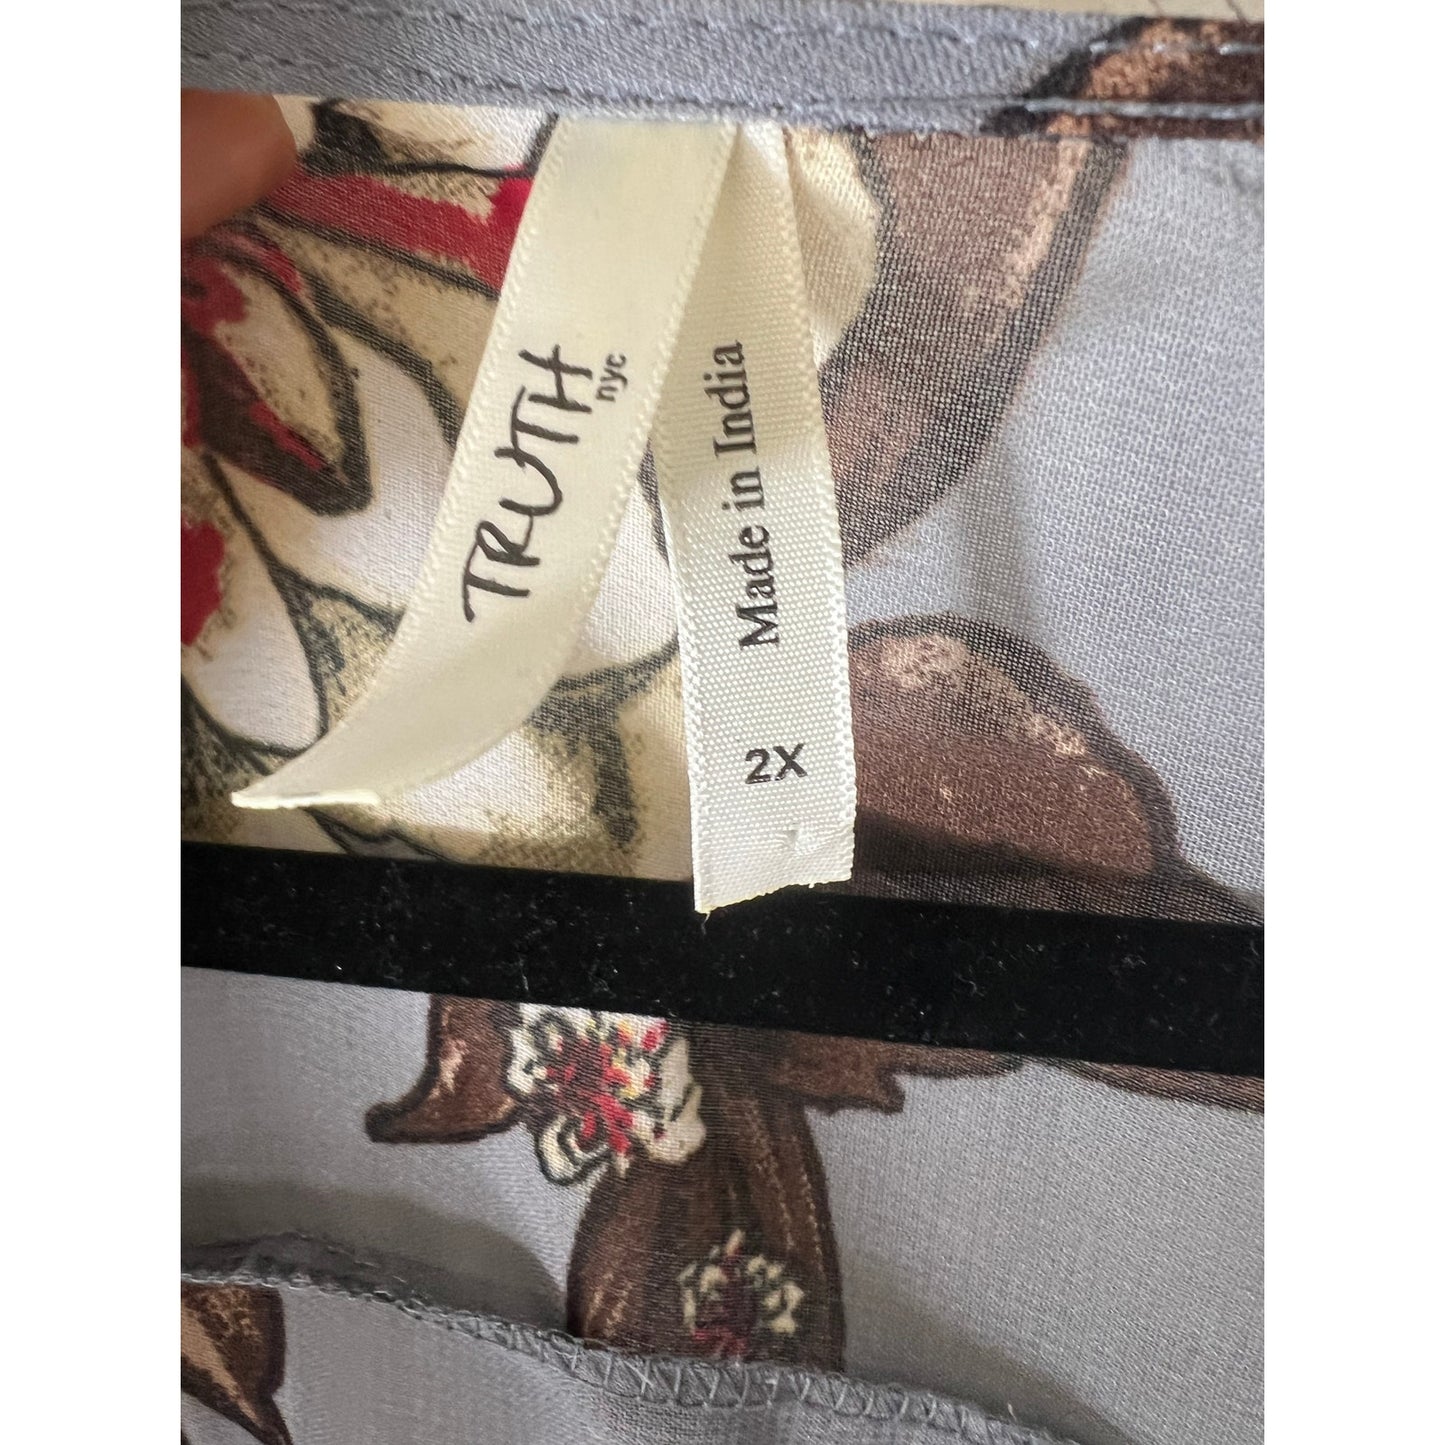 TRUTH
nyc
Made in India
2X